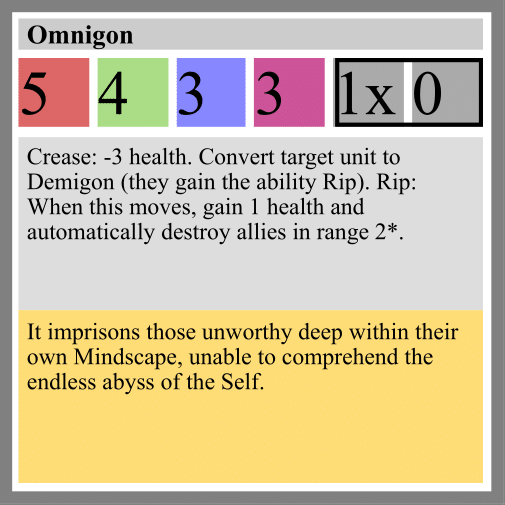 Omnigon
5 4 3 3 1x 0
Crease: -3 health. Convert target unit to
Demigon (they gain the ability Rip). Rip:
When this moves, gain 1 health and
automatically destroy allies in range 2*.
It imprisons those unworthy deep within their
own Mindscape, unable to comprehend the
endless abyss of the Self.